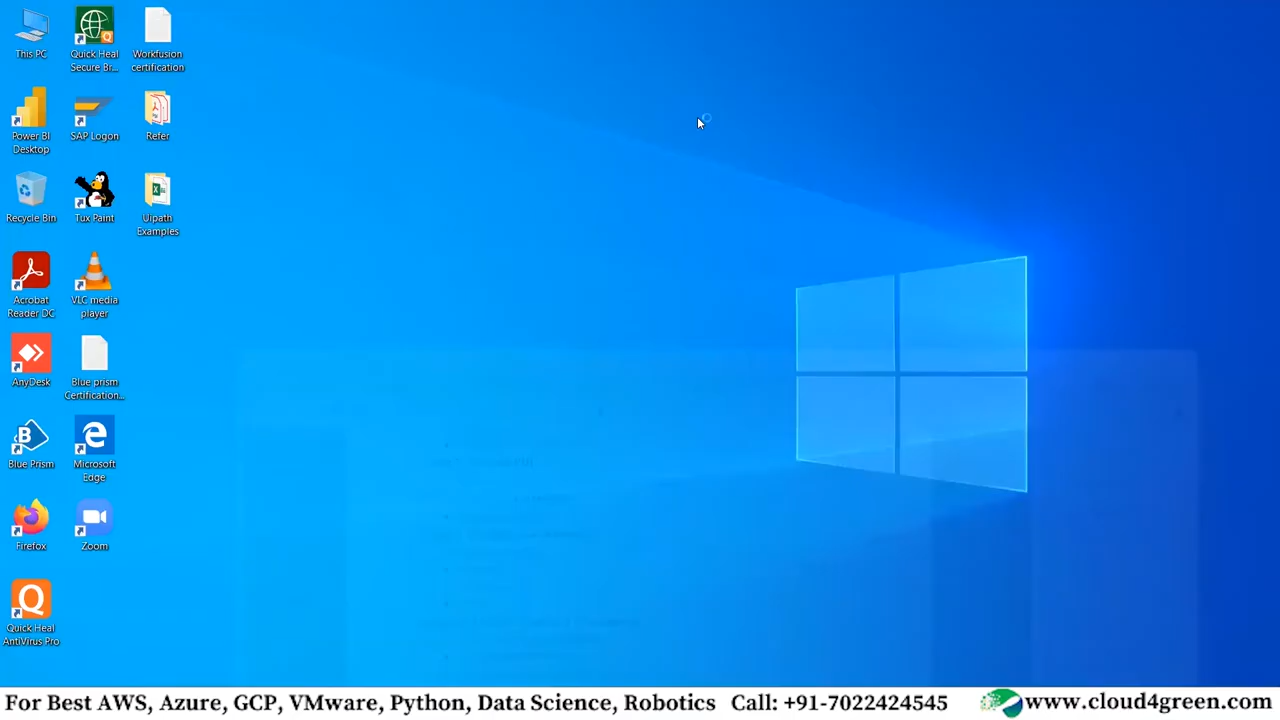 This PC
Quick Heal
Secure Br...
Workfusion
certification
Power BI
Desktop
SAP Logon
Refer
Recycle Bin
Tux Paint
Uipath
Examples
Acrobat
Reader DC
VLC media
player
AnyDesk
Blue prism
Certification...
Blue Prism
Microsoft
Edge
Firefox
Zoom
Quick Heal
AntiVirus Pro
For Best AWS, Azure, GCP, VMware, Python, Data Science, Robotics Call: +91-7022424545 www.cloud4green.com